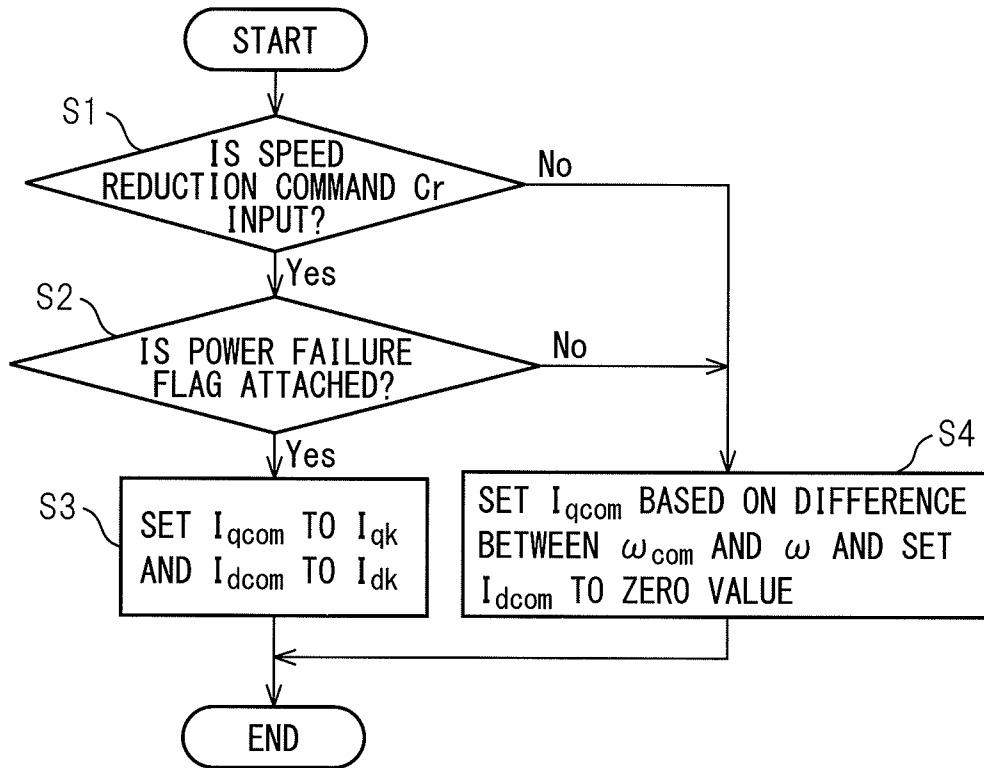 START
S1
IS SPEED
REDUCTION COMMAND Cr
INPUT?
No
Yes
S2
IS POWER FAILURE
FLAG ATTACHED?
No
Yes
S3
SET Iqcom TO Iqk
AND Idcom TO Idk
S4
SET Iqcom BASED ON DIFFERENCE
BETWEEN ωcom AND ω AND SET
Idcom TO ZERO VALUE
END